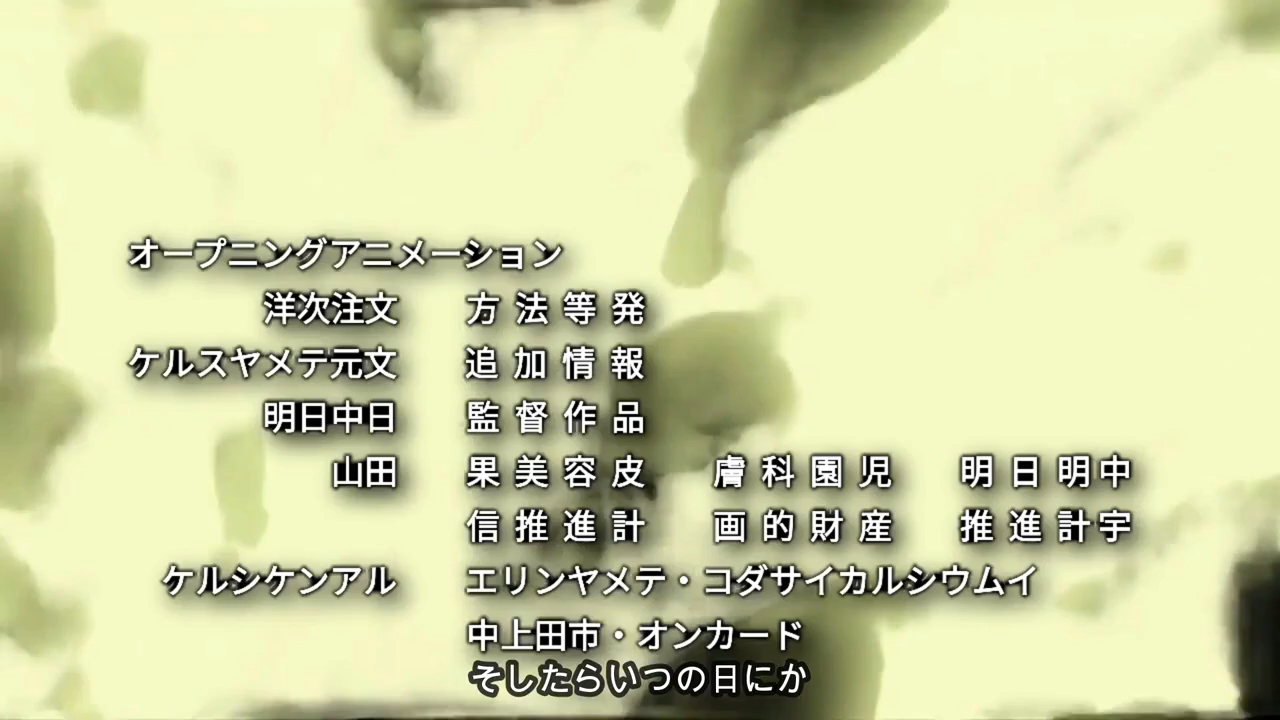 オープニングアニメーション
洋次注文 方法等発
ケルスヤメテ元文 追加情報
明日中日 監督作品
山田 果美容皮 膚科園児 明日明中
信推進計 画的財産 推進計宇
ケルシケンアル エリンヤメテ・コダサイカルシウムイ
中上田市・オンカード
そしたらいつの日にか